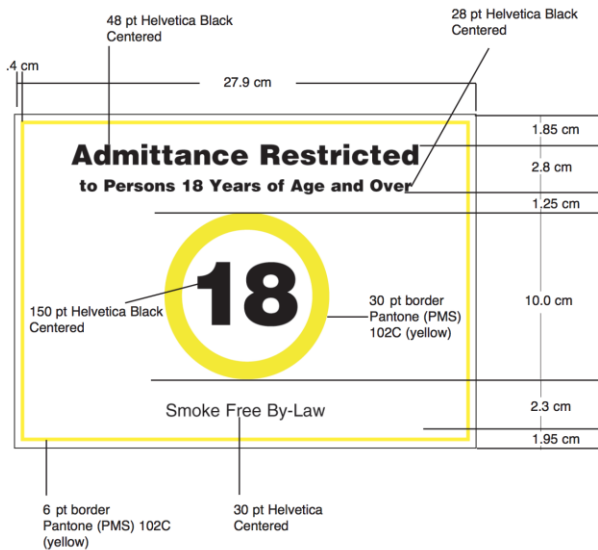 48 pt Helvetica Black
Centered
28 pt Helvetica Black
Centered
.4 cm
27.9 cm
1.85 cm
Admittance Restricted
2.8 cm
to Persons 18 Years of Age and Over
1.25 cm
18
150 pt Helvetica Black
Centered
30 pt border
Pantone (PMS)
102C (yellow)
10.0 cm
Smoke Free By-Law
2.3 cm
1.95 cm
6 pt border
Pantone (PMS) 102C
(yellow)
30 pt Helvetica
Centered